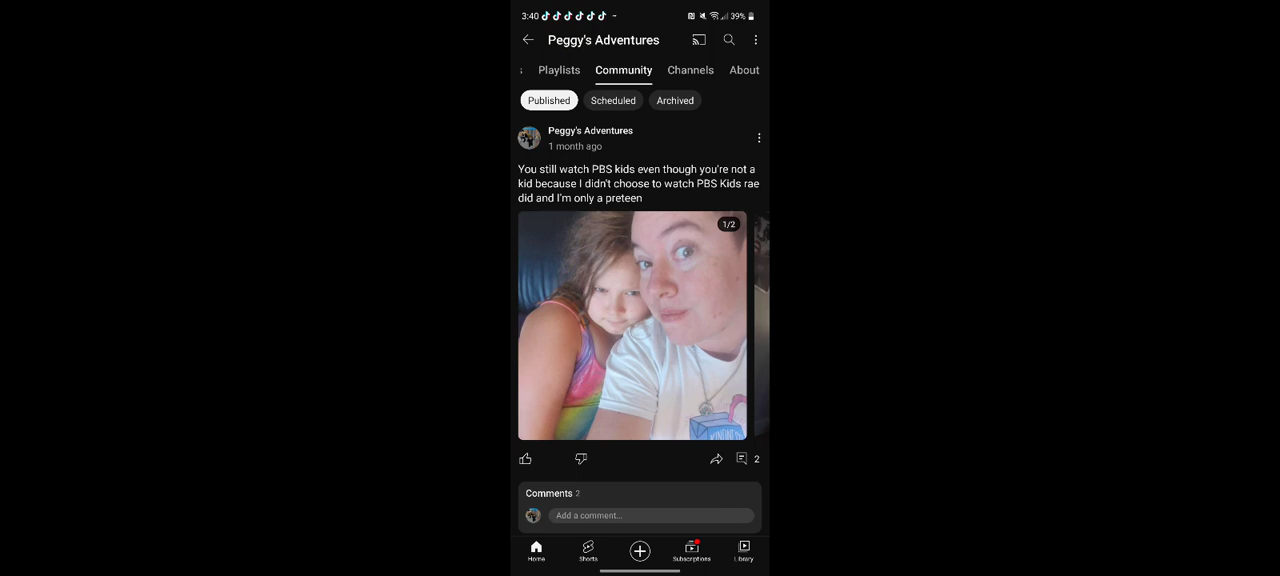 3:40
39%
Peggy's Adventures
Playlists Community Channels About
Published Scheduled Archived
Peggy's Adventures
1 month ago
You still watch PBS kids even though you're not a
kid because I didn't choose to watch PBS Kids rae
did and I'm only a preteen
1/2
KINDNESS
2
Comments 2
Add a comment...
Home Shorts Subscriptions Library